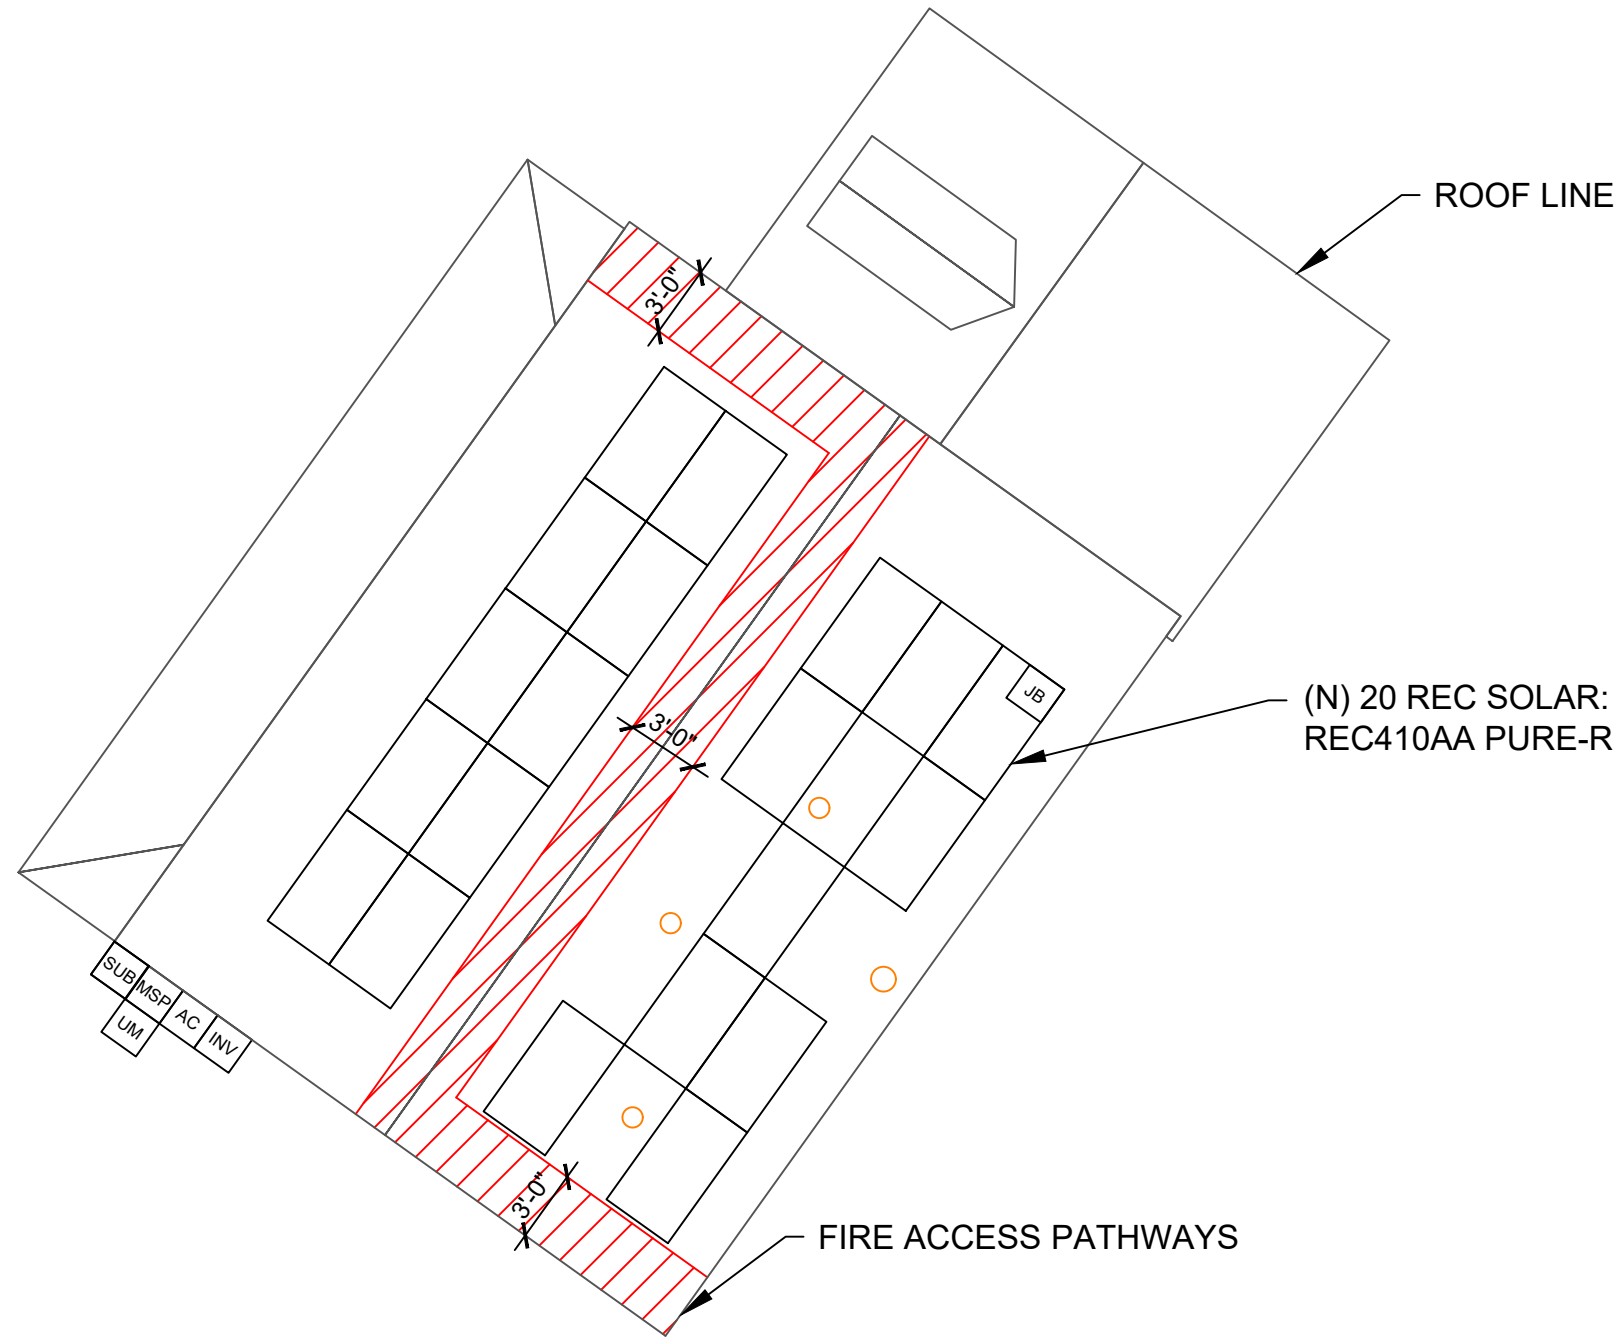 ROOF LINE
3'-0"
JB
(N) 20 REC SOLAR:
REC410AA PURE-R
3'-0"
SUB
MSP
AC
INV
UM
3'-0"
FIRE ACCESS PATHWAYS